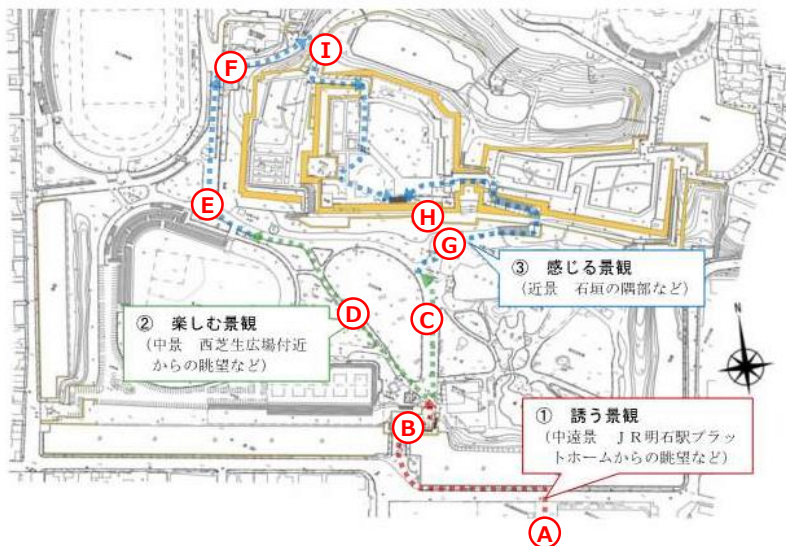 I
F
E
H
G
③ 感じる景観
(近景 石垣の隅部など)
D
C
② 楽しむ景観
(中景 西芝生広場付近
からの眺望など)
N
B
① 誘う景観
(中遠景 JR明石駅プラッ
トホームからの眺望など)
A